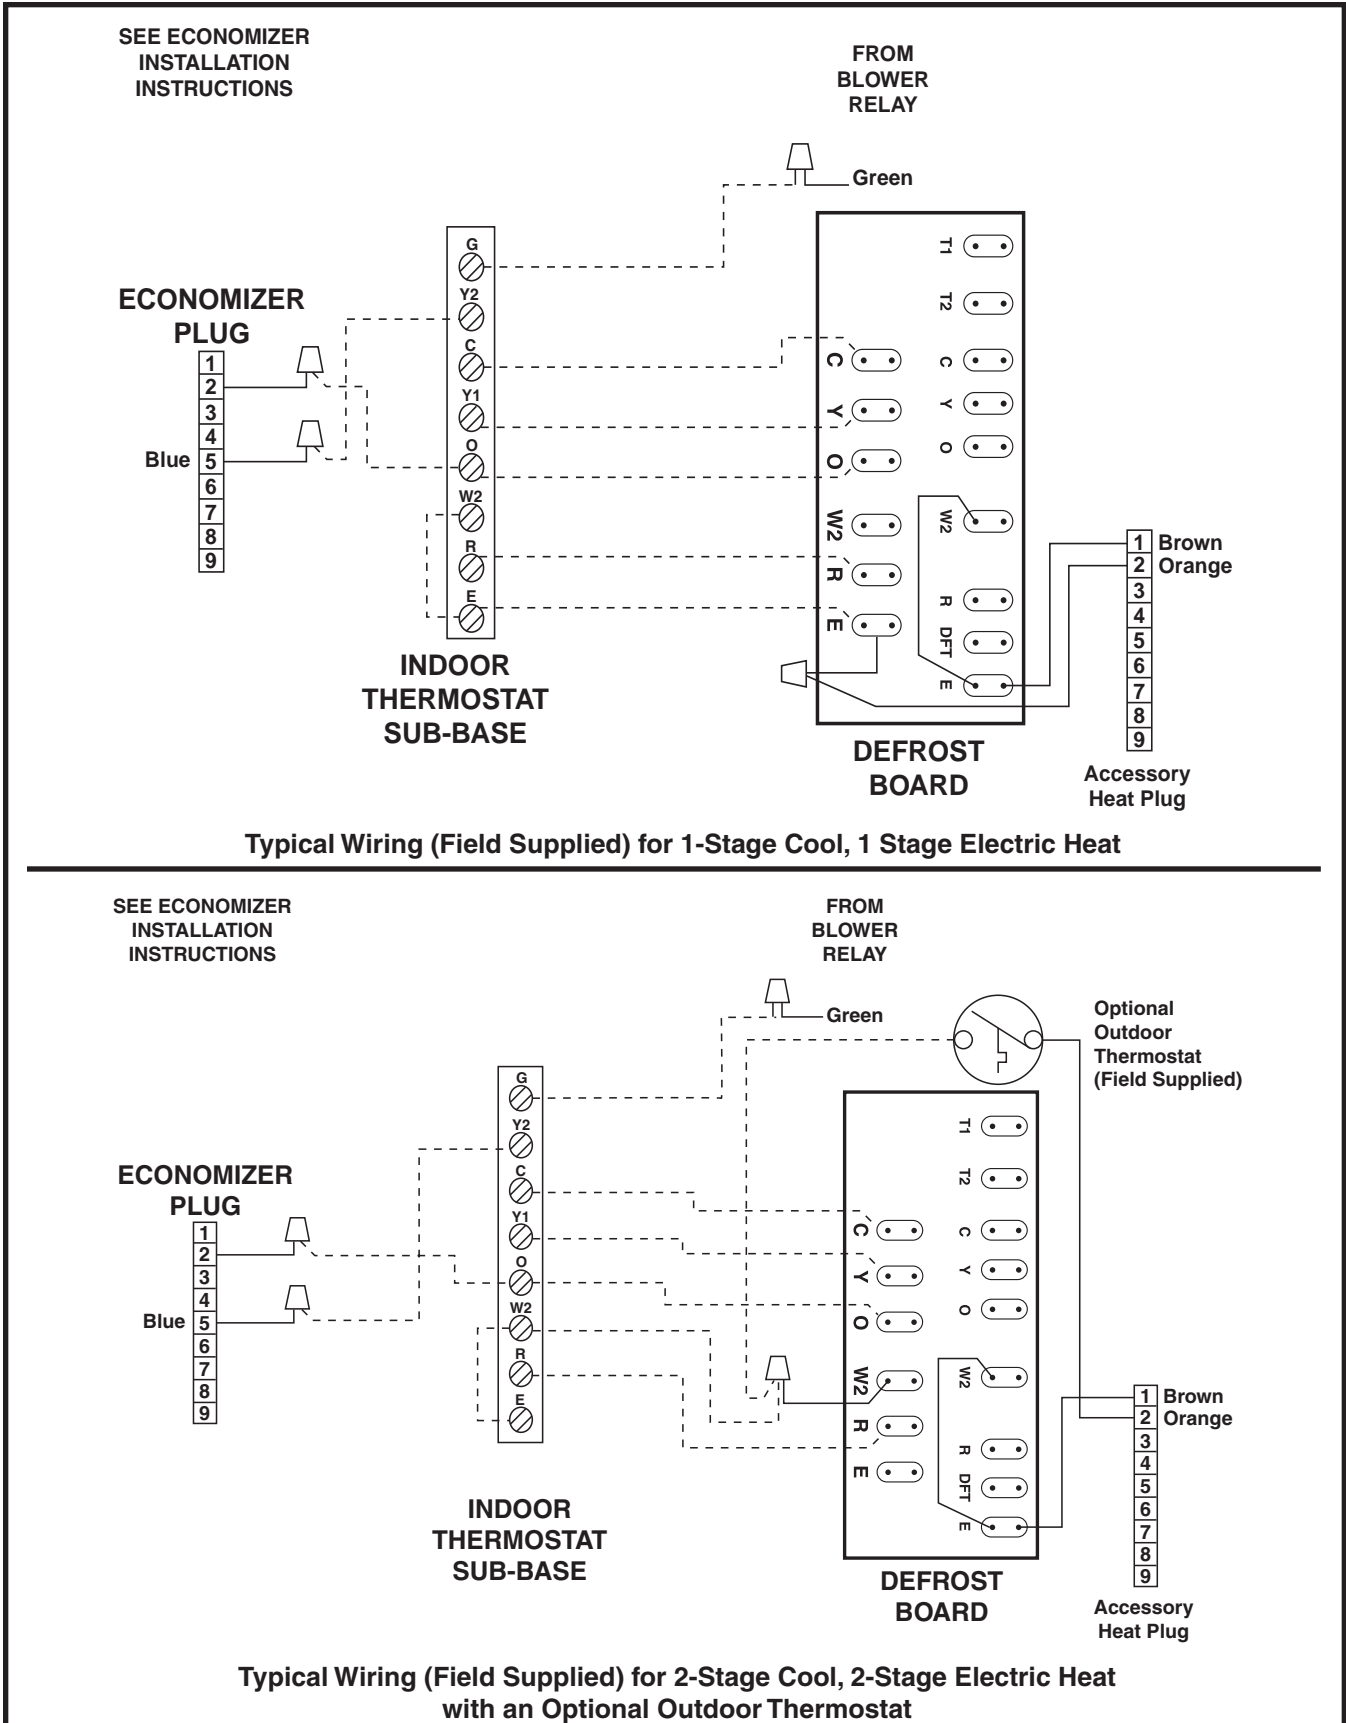 SEE ECONOMIZER
INSTALLATION
INSTRUCTIONS
FROM
BLOWER
RELAY
Green
ECONOMIZER
PLUG
1
2
3
4
Blue 5
6
7
8
9
G
Y2
C
Y1
O
W2
R
E
INDOOR
THERMOSTAT
SUB-BASE
C
Y
O
W2
R
E
T1
T2
C
Y
O
W2
R
DFT
E
DEFROST
BOARD
1 Brown
2 Orange
3
4
5
6
7
8
9
Accessory
Heat Plug
Typical Wiring (Field Supplied) for 1-Stage Cool, 1 Stage Electric Heat
SEE ECONOMIZER
INSTALLATION
INSTRUCTIONS
FROM
BLOWER
RELAY
Green
Optional
Outdoor
Thermostat
(Field Supplied)
ECONOMIZER
PLUG
1
2
3
4
Blue 5
6
7
8
9
G
Y2
C
Y1
O
W2
R
E
INDOOR
THERMOSTAT
SUB-BASE
C
Y
O
W2
R
E
T1
T2
C
Y
O
W2
R
DFT
E
DEFROST
BOARD
1 Brown
2 Orange
3
4
5
6
7
8
9
Accessory
Heat Plug
Typical Wiring (Field Supplied) for 2-Stage Cool, 2-Stage Electric Heat
with an Optional Outdoor Thermostat